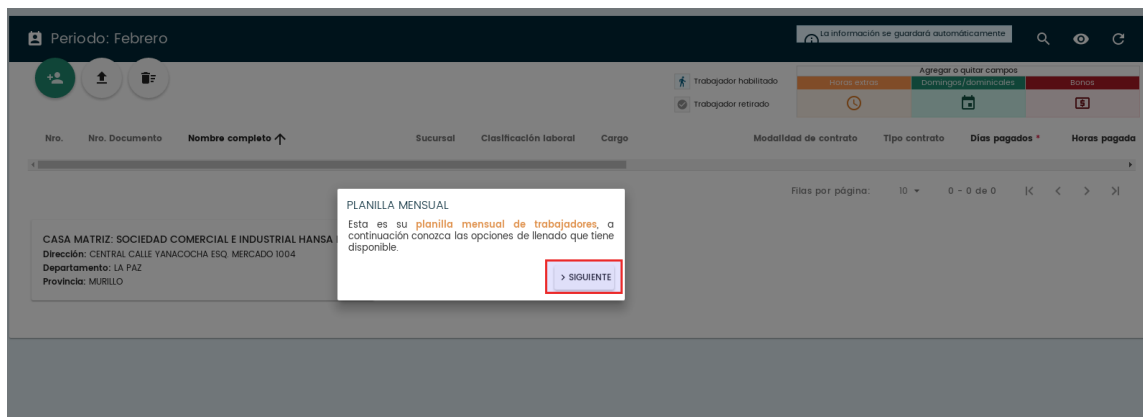 Periodo: Febrero
La información se guardará automáticamente
Agregar o quitar campos
Trabajador habilitado
Horas extras
Domingos/dominicales
Bonos
Trabajador retirado
Nro.
Nro. Documento
Nombre completo
Sucursal
Clasificación laboral
Cargo
Modalidad de contrato
Tipo contrato
Días pagados *
Horas pagada
Filas por página:
10
0 - 0 de 0
PLANILLA MENSUAL
Esta es su planilla mensual de trabajadores, a
continuación conozca las opciones de llenado que tiene
disponible.
> SIGUIENTE
CASA MATRIZ: SOCIEDAD COMERCIAL E INDUSTRIAL HANSA
Dirección: CENTRAL CALLE YANACOCHA ESQ. MERCADO 1004
Departamento: LA PAZ
Provincia: MURILLO